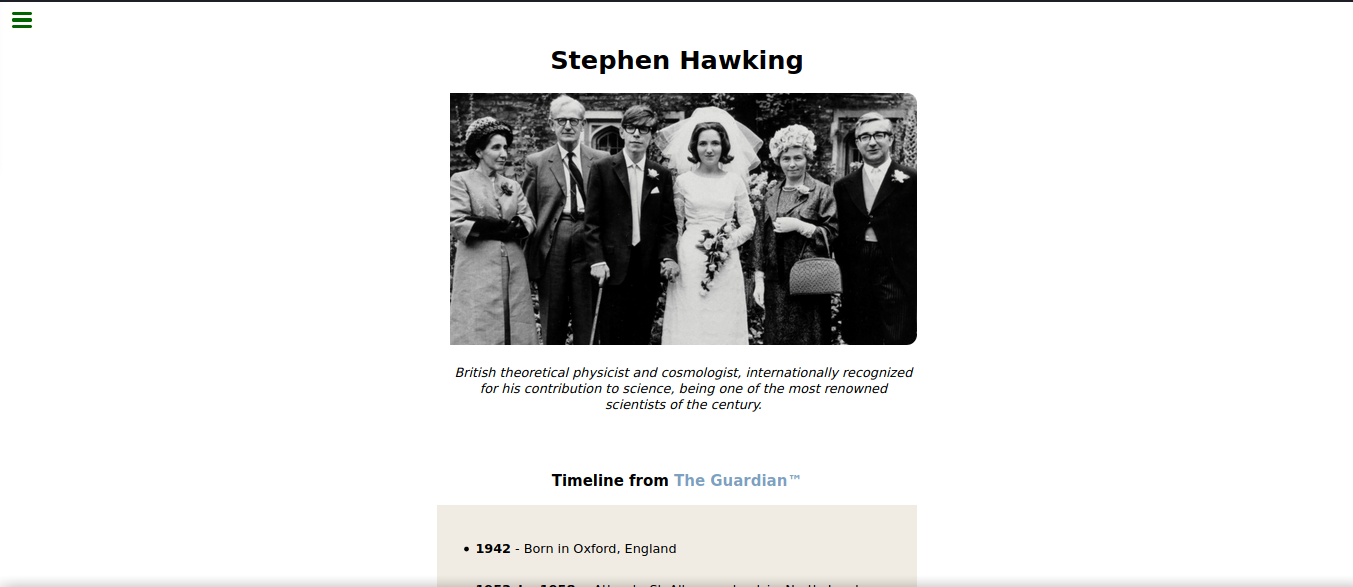 Stephen Hawking
British theoretical physicist and cosmologist, internationally recognized
for his contribution to science, being one of the most renowned
scientists of the century.
Timeline from The Guardian™
• 1942 - Born in Oxford, England